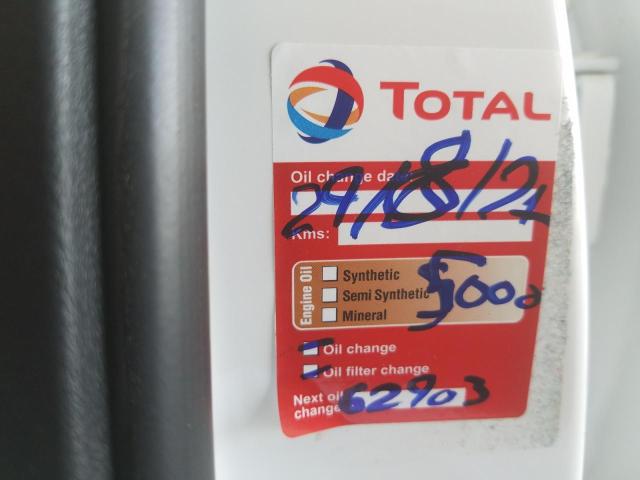 TOTAL
Oil change date
29/8/21
Kms:
Engine Oil
Synthetic
Semi Synthetic
Mineral
5000
Oil change
Oil filter change
Next oil change 62903